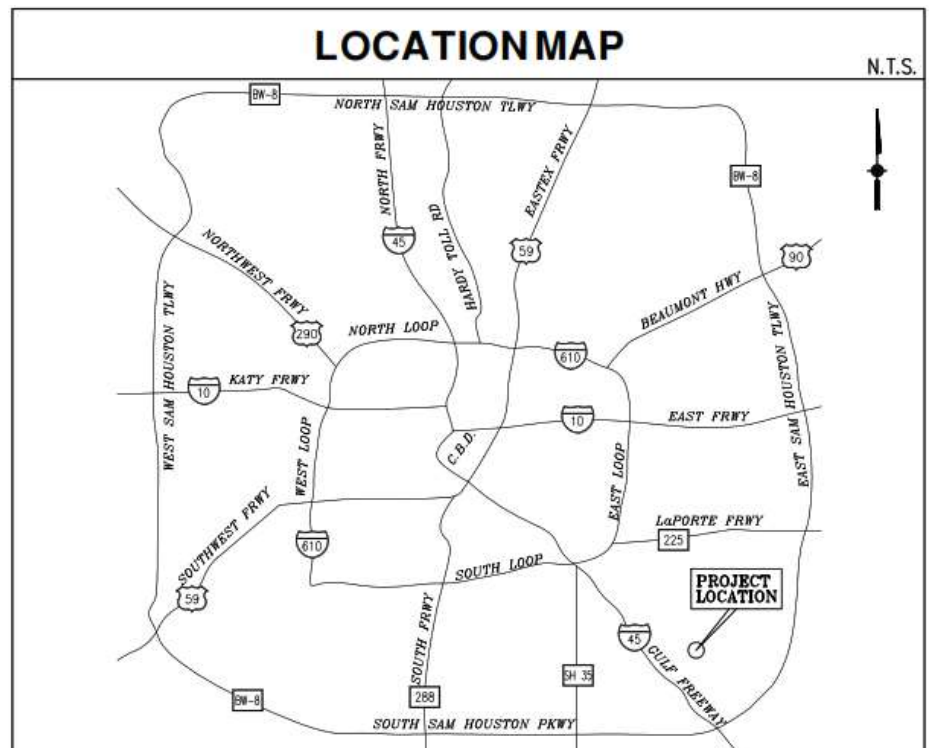 LOCATION MAP
N.T.S.
BW-8
NORTH SAM HOUSTON TLWY
NORTH FRWY
HARDY TOLL RD
EASTEX FRWY
BW-8
45
59
90
NORTHWEST FRWY
BEAUMONT HWY
WEST SAM HOUSTON TLWY
EAST SAM HOUSTON TLWY
290
NORTH LOOP
610
KATY FRWY
10
10
EAST FRWY
C.B.D.
WEST LOOP
EAST LOOP
SOUTHWEST FRWY
LaPORTE FRWY
225
610
SOUTH LOOP
PROJECT
LOCATION
59
SOUTH FRWY
45
GULF FREEWAY
SH 35
288
BW-8
SOUTH SAM HOUSTON PKWY